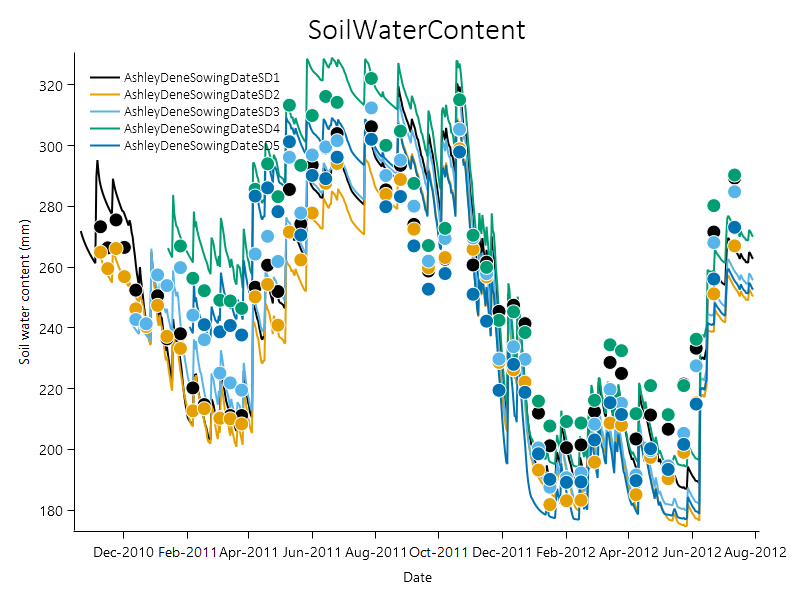 SoilWaterContent
AshleyDeneSowingDateSD1
AshleyDeneSowingDateSD2
AshleyDeneSowingDateSD3
AshleyDeneSowingDateSD4
AshleyDeneSowingDateSD5
Soil water content (mm)
320
300
280
260
240
220
200
180
Dec-2010 Feb-2011 Apr-2011 Jun-2011 Aug-2011 Oct-2011 Dec-2011 Feb-2012 Apr-2012 Jun-2012 Aug-2012
Date